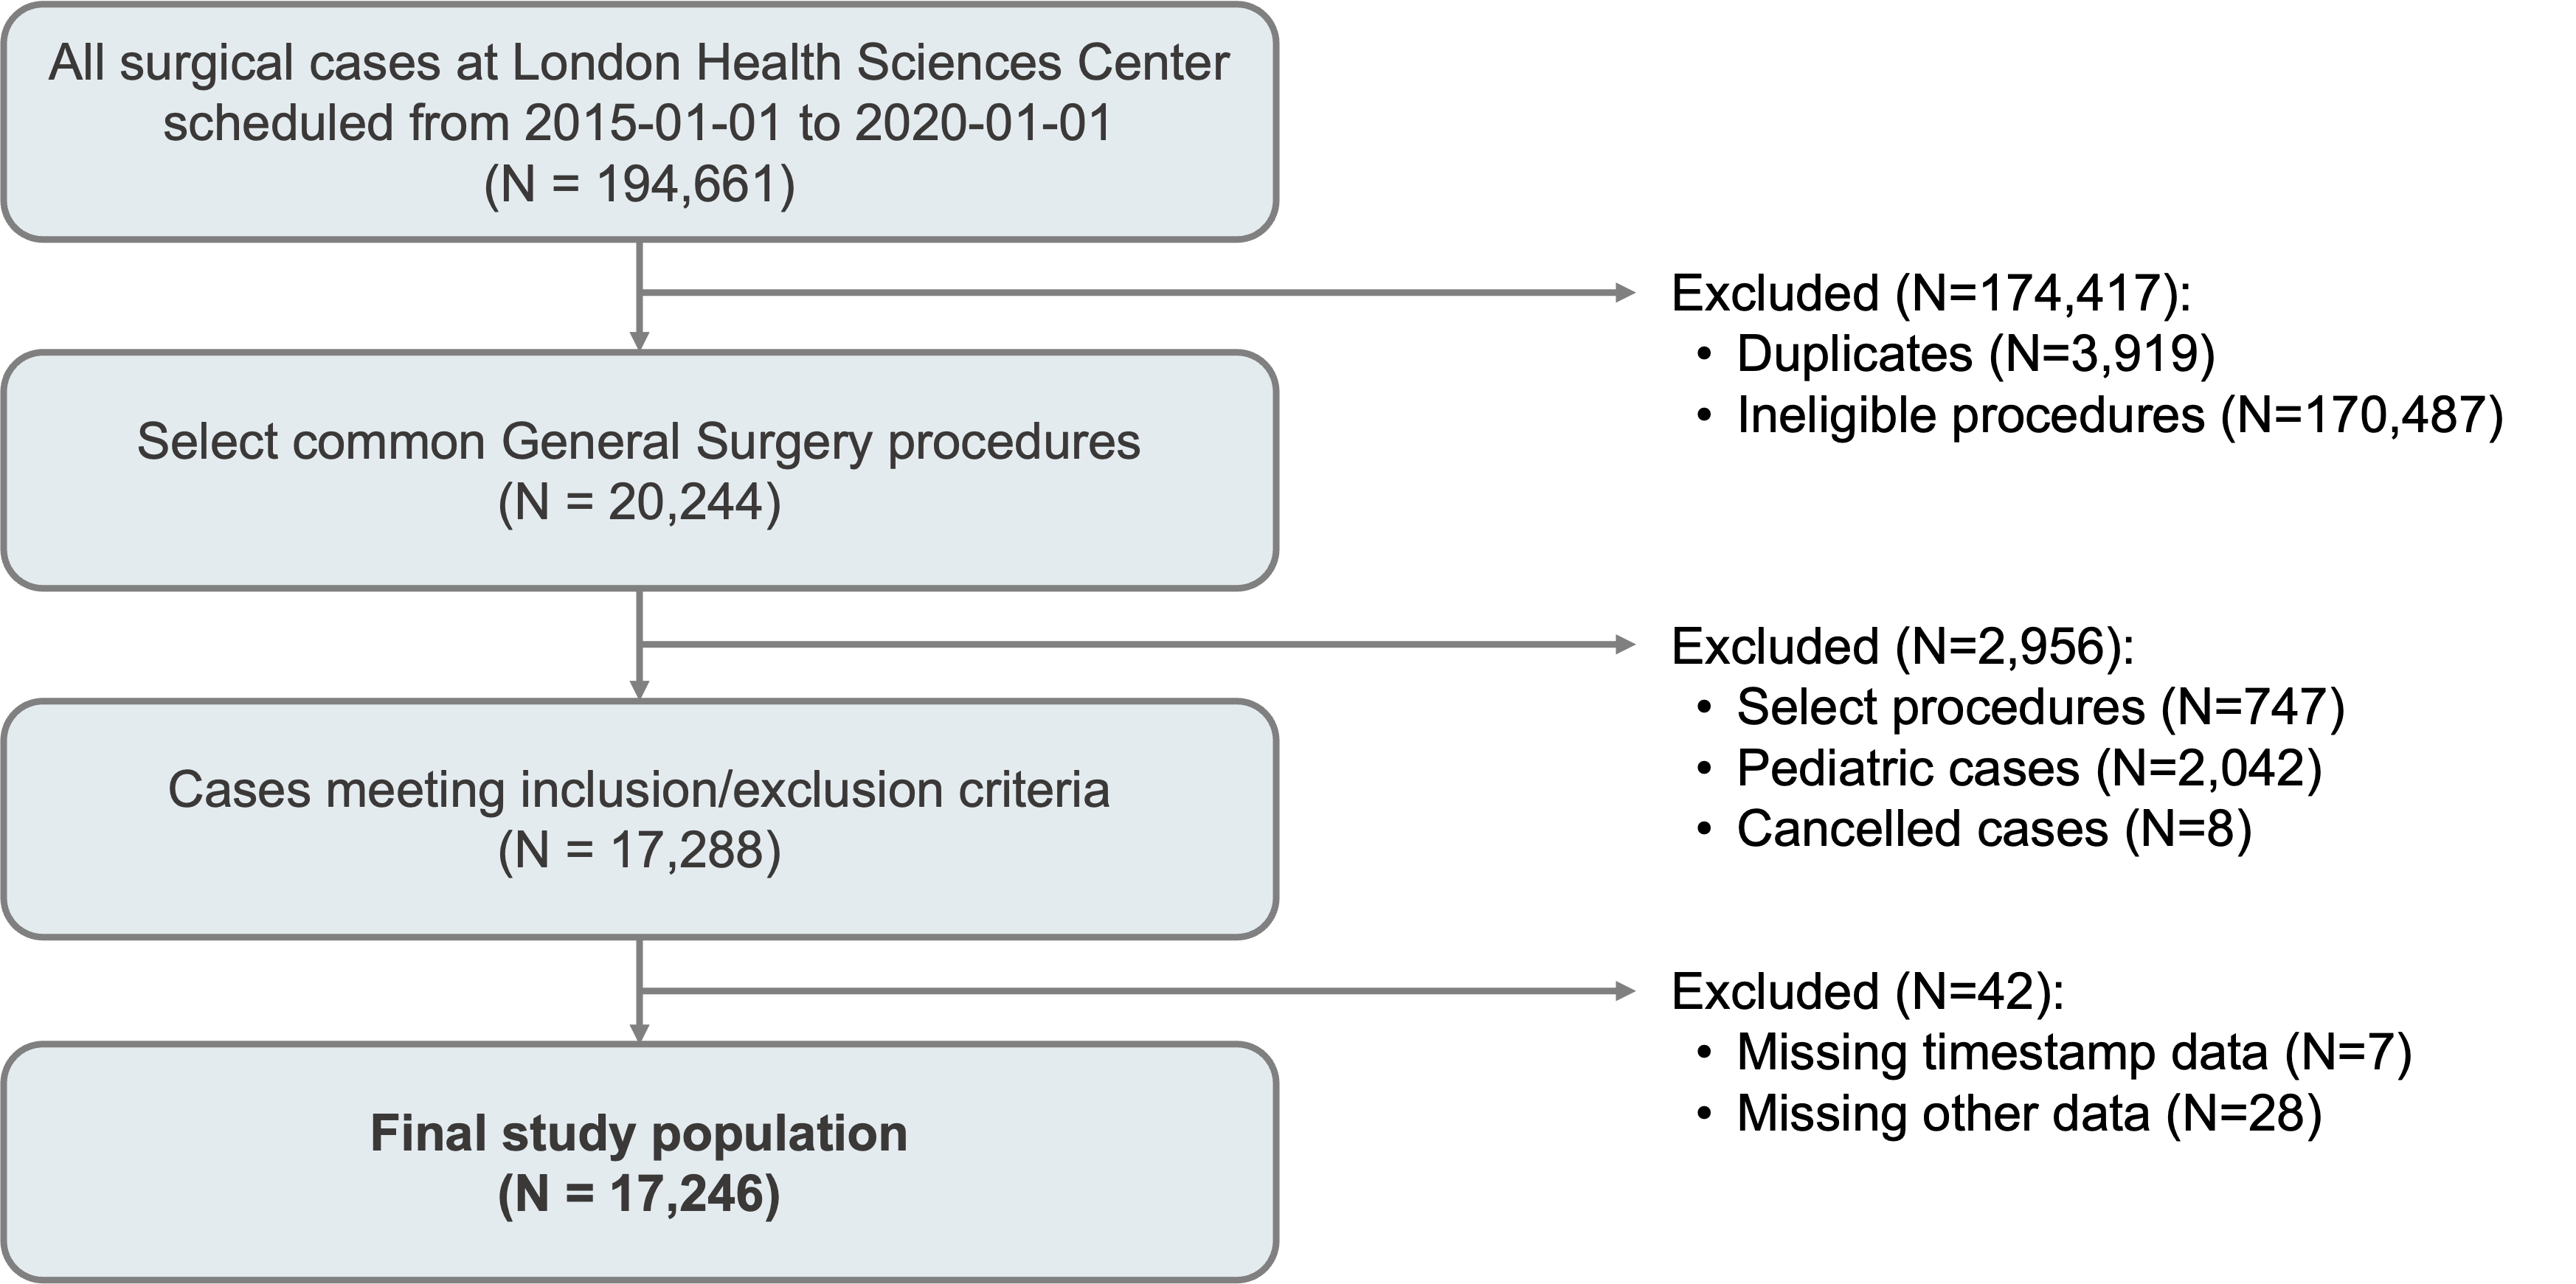 All surgical cases at London Health Sciences Center
scheduled from 2015-01-01 to 2020-01-01
(N = 194,661)
Excluded (N=174,417):
• Duplicates (N=3,919)
• Ineligible procedures (N=170,487)
Select common General Surgery procedures
(N = 20,244)
Excluded (N=2,956):
• Select procedures (N=747)
• Pediatric cases (N=2,042)
• Cancelled cases (N=8)
Cases meeting inclusion/exclusion criteria
(N = 17,288)
Excluded (N=42):
• Missing timestamp data (N=7)
• Missing other data (N=28)
Final study population
(N = 17,246)